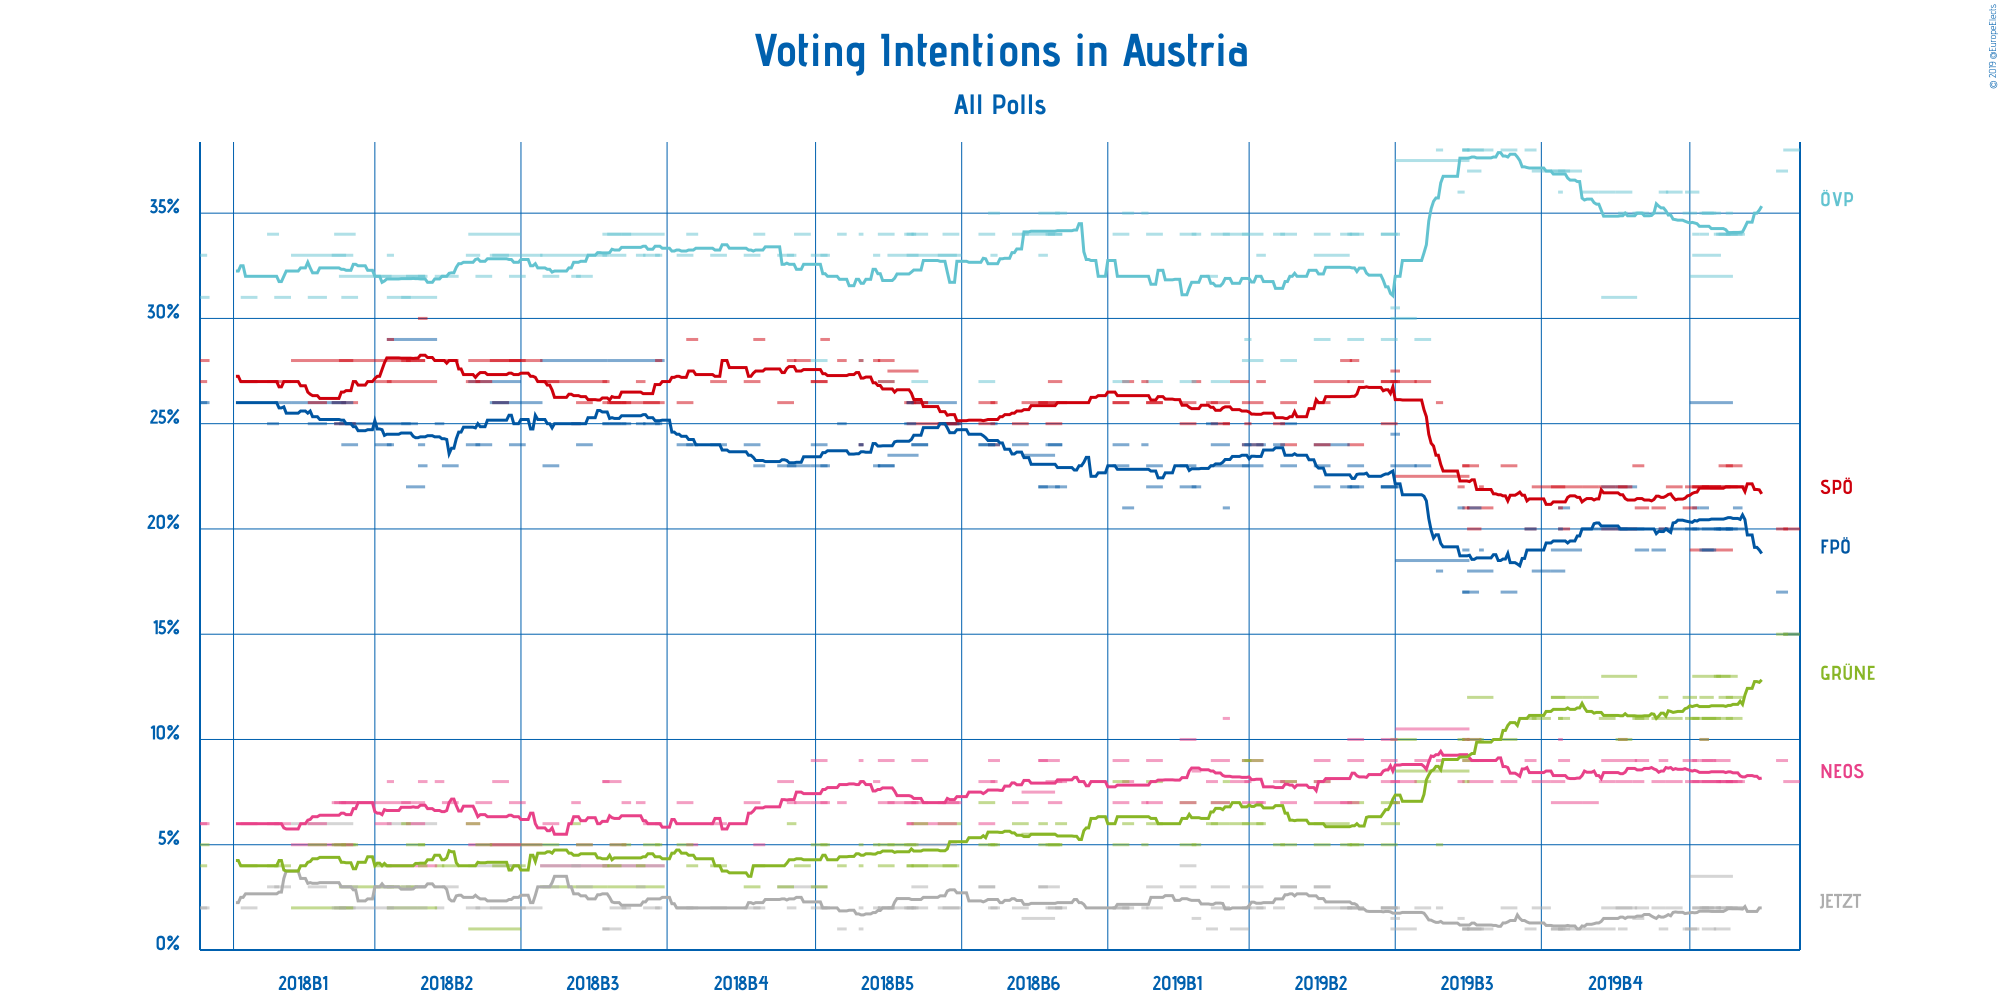 Voting Intentions in Austria
All Polls
© 2019 @EuropeElects
35%
30%
25%
20%
15%
10%
5%
0%
ÖVP
SPÖ
FPÖ
GRÜNE
NEOS
JETZT
2018B1 2018B2 2018B3 2018B4 2018B5 2018B6 2019B1 2019B2 2019B3 2019B4